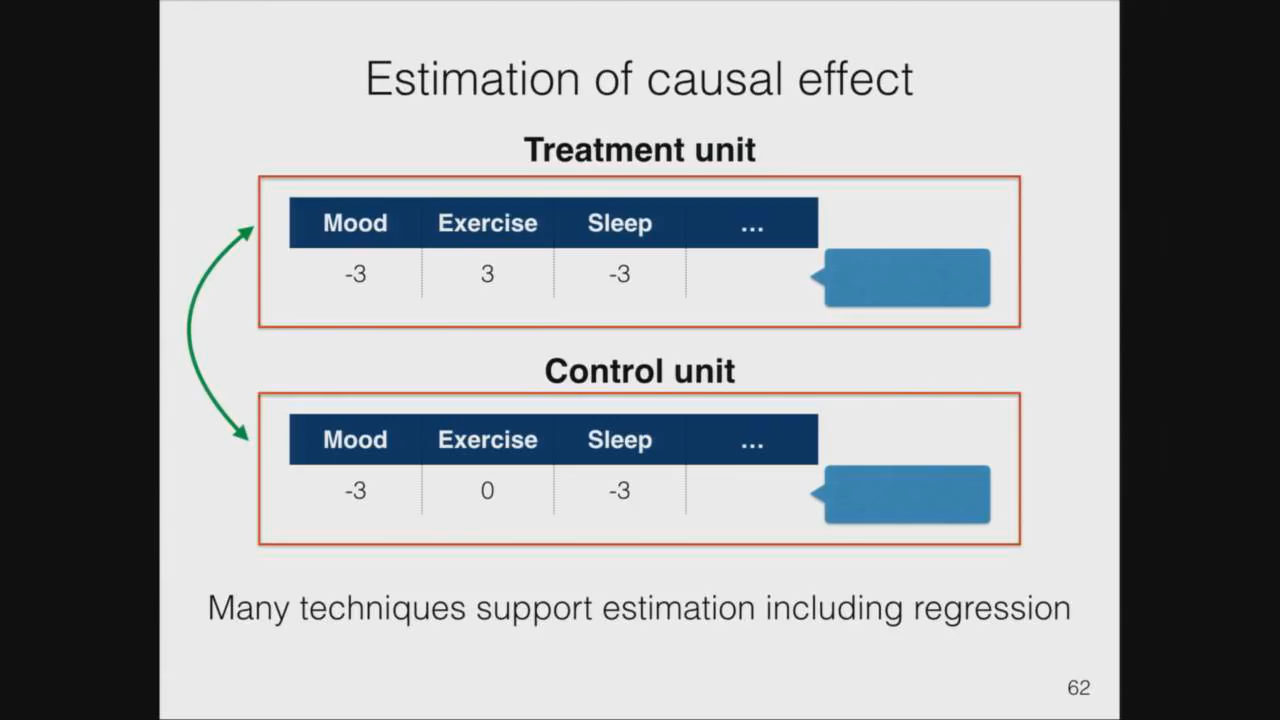 Estimation of causal effect
Treatment unit
Mood Exercise Sleep ...
-3 3 -3
Control unit
Mood Exercise Sleep ...
-3 0 -3
Many techniques support estimation including regression
62